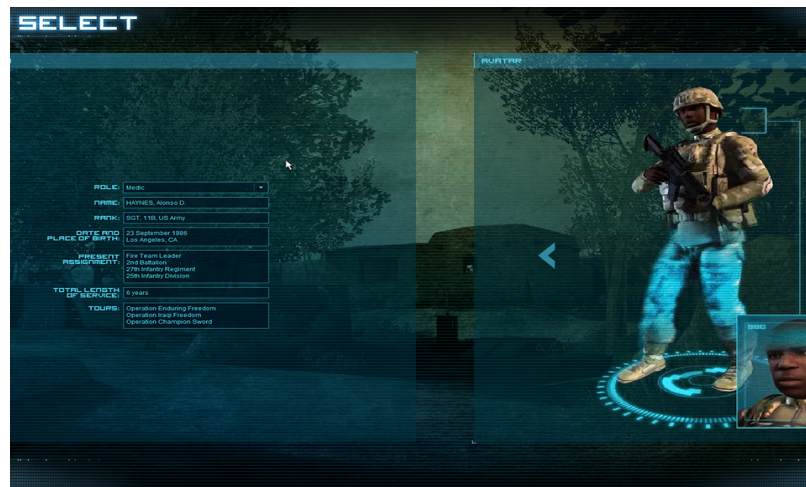 SELECT
AVATAR
ROLE: Medic
NAME: HAYNES, Alonso D.
RANK: SGT, 11B, US Army
DATE AND PLACE OF BIRTH: 23 September 1986
Los Angeles, CA
PRESENT ASSIGNMENT: Fire Team Leader
2nd Battalion
27th Infantry Regiment
25th Infantry Division
TOTAL LENGTH OF SERVICE: 6 years
TOURS: Operation Enduring Freedom
Operation Iraqi Freedom
Operation Champion Sword